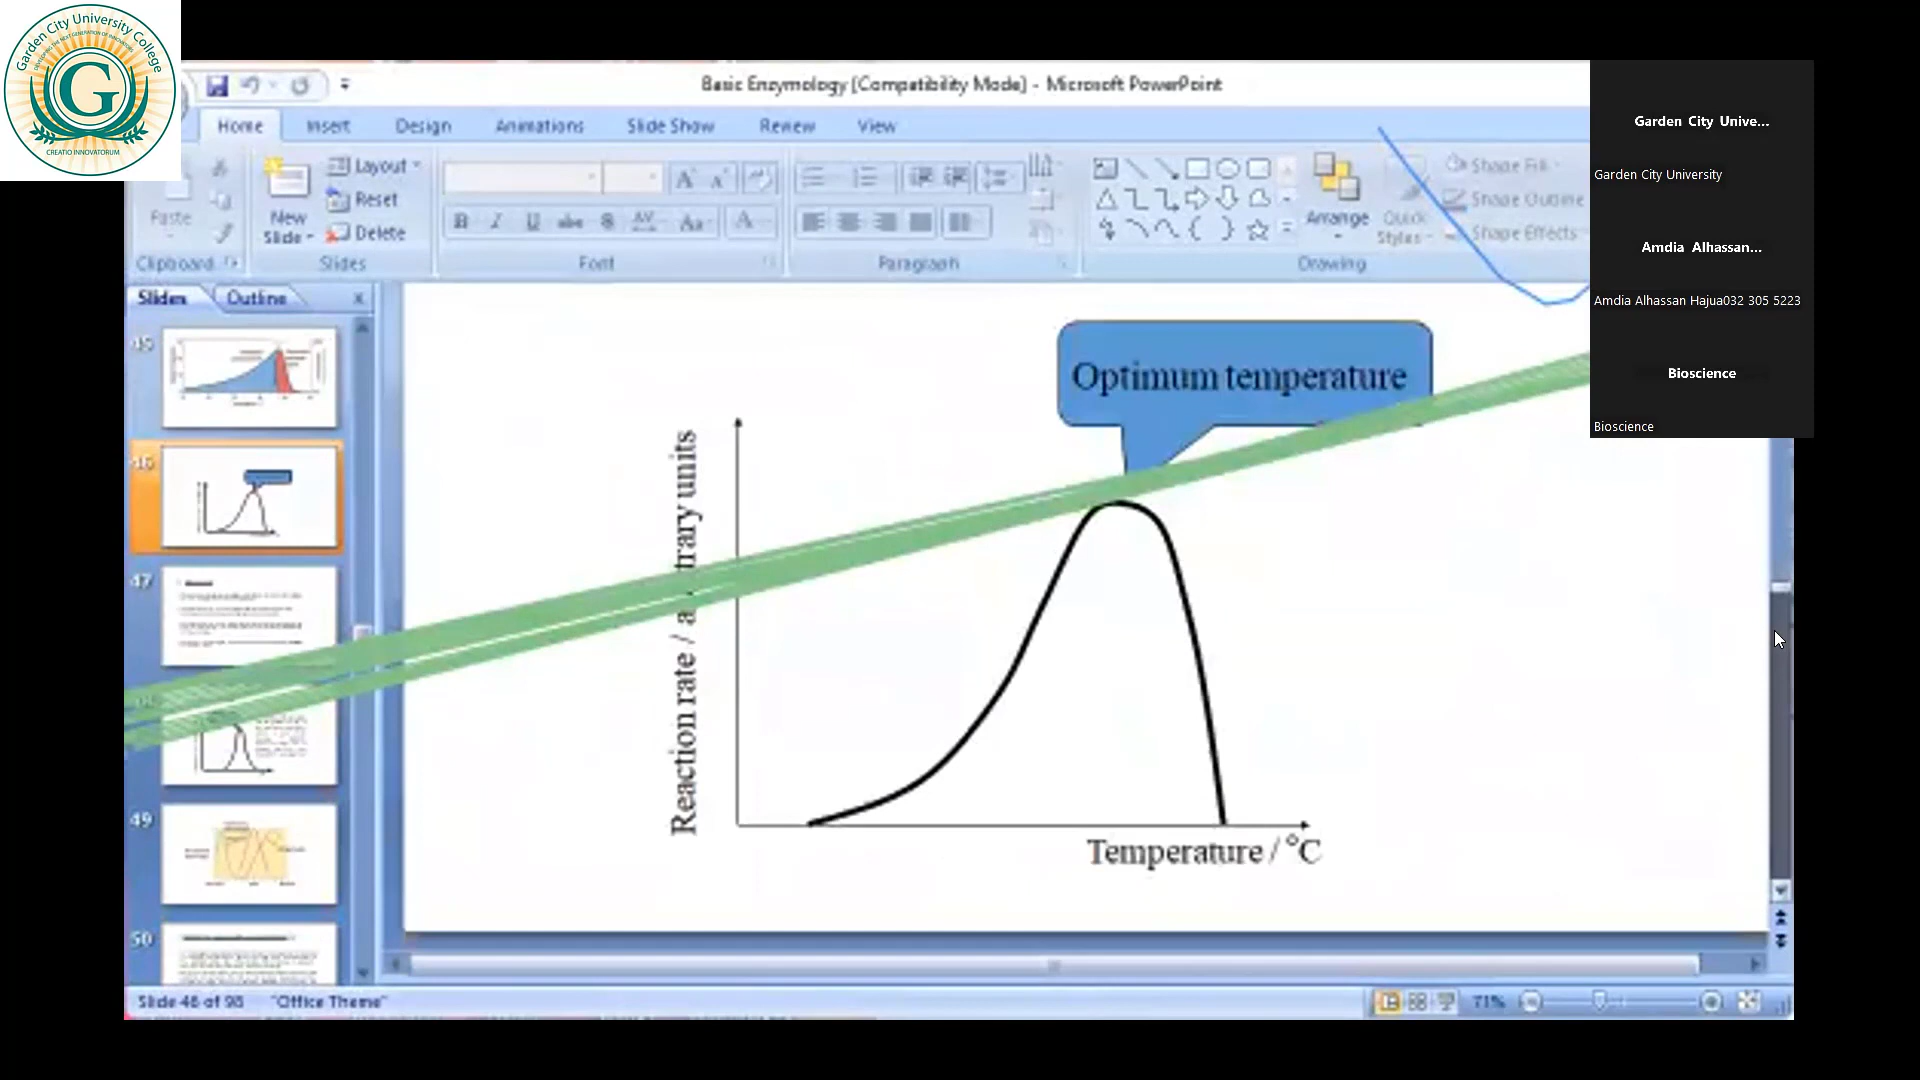 Garden City University College
CREATIO INNOVATORUM
Basic Enzymology [Compatibility Mode] - Microsoft PowerPoint
Home Insert Design Animations Slide Show Review View
Paste
New Slide
Layout
Reset
Delete
Arrange
Quick Styles
Shape Fill
Shape Outline
Shape Effects
Clipboard Slides Font Paragraph Drawing
Slides Outline x
45
46
47
49
50
Optimum temperature
Reaction rate / a trary units
Temperature / °C
Slide 46 of 98 "Office Theme"
71%
Garden City Unive...
Garden City University
Amdia Alhassan...
Amdia Alhassan Hajua032 305 5223
Bioscience
Bioscience